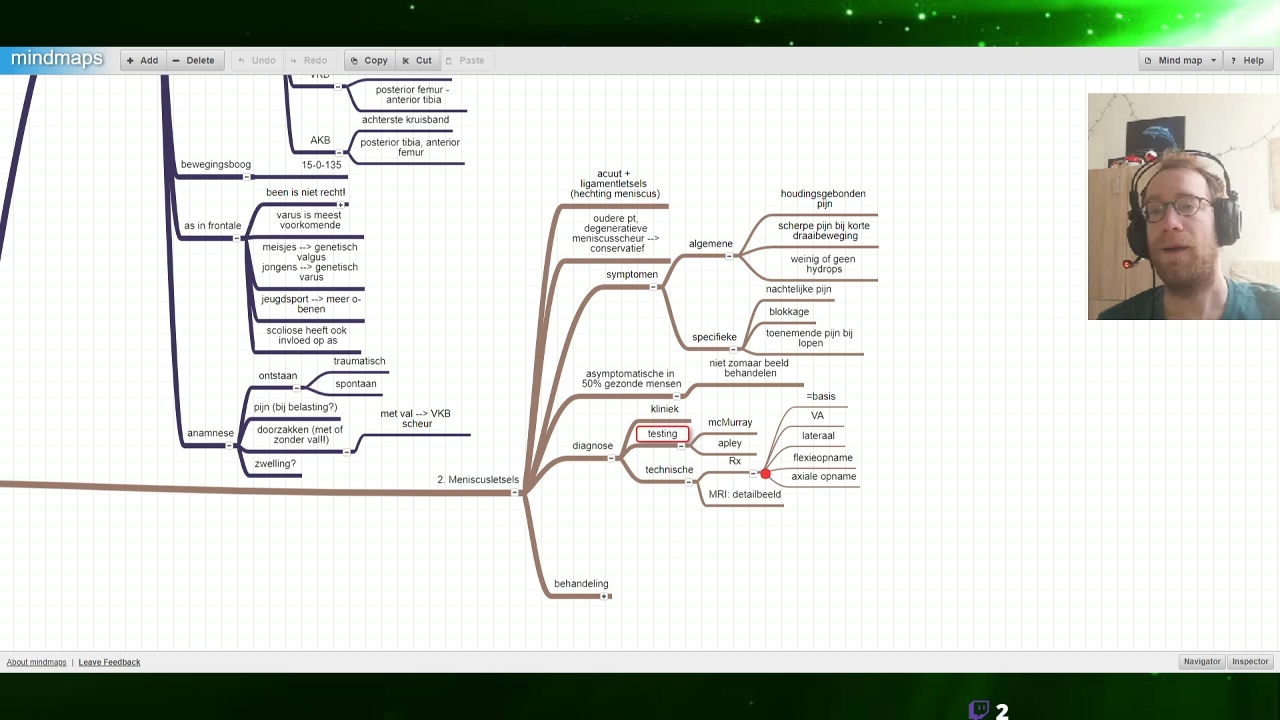 mindmaps
Add
Delete
Undo
Redo
Copy
Cut
Paste
Mind map
Help
VKB
posterior femur -
anterior tibia
AKB
achterste kruisband
posterior tibia, anterior
femur
bewegingsboog
15-0-135
as in frontale
been is niet recht!
varus is meest
voorkomende
meisjes --> genetisch
valgus
jongens --> genetisch
varus
jeugdsport --> meer o-
benen
scoliose heeft ook
invloed op as
anamnese
ontstaan
traumatisch
spontaan
pijn (bij belasting?)
doorzakken (met of
zonder val!!)
met val --> VKB
scheur
zwelling?
2. Meniscusletsels
acuut +
ligamentletsels
(hechting meniscus)
oudere pt,
degeneratieve
meniscusscheur -->
conservatief
symptomen
algemene
houdingsgebonden
pijn
scherpe pijn bij korte
draaibeweging
weinig of geen
hydrops
specifieke
nachtelijke pijn
blokkage
toenemende pijn bij
lopen
asymptomatische in
50% gezonde mensen
niet zomaar beeld
behandelen
diagnose
kliniek
testing
mcMurray
apley
technische
Rx
=basis
VA
lateraal
flexieopname
axiale opname
MRI: detailbeeld
behandeling
About mindmaps | Leave Feedback
Navigator
Inspector
2